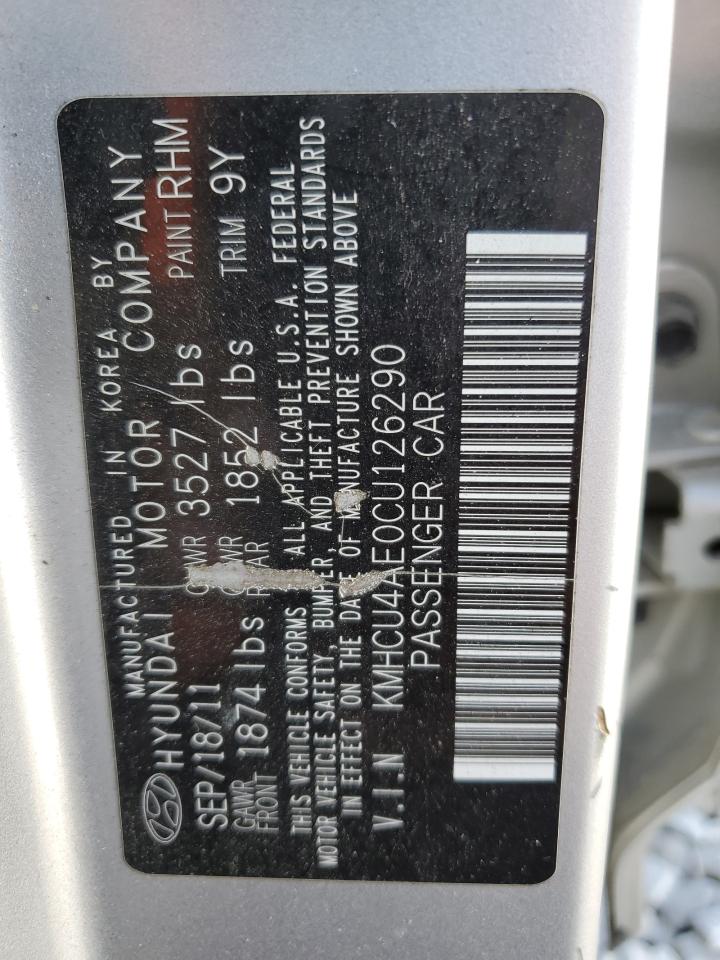 MANUFACTURED IN KOREA BY
HYUNDAI MOTOR COMPANY
SEP/18/11 GVWR 3527 lbs PAINT RHM
GAWR FRONT 1874 lbs GAWR REAR 1852 lbs TRIM 9Y
THIS VEHICLE CONFORMS ALL APPLICABLE U.S.A. FEDERAL
MOTOR VEHICLE SAFETY, BUMPER, AND THEFT PREVENTION STANDARDS
IN EFFECT ON THE DATE OF MANUFACTURE SHOWN ABOVE
V.I.N KMHCU4AE0CU126290
PASSENGER CAR